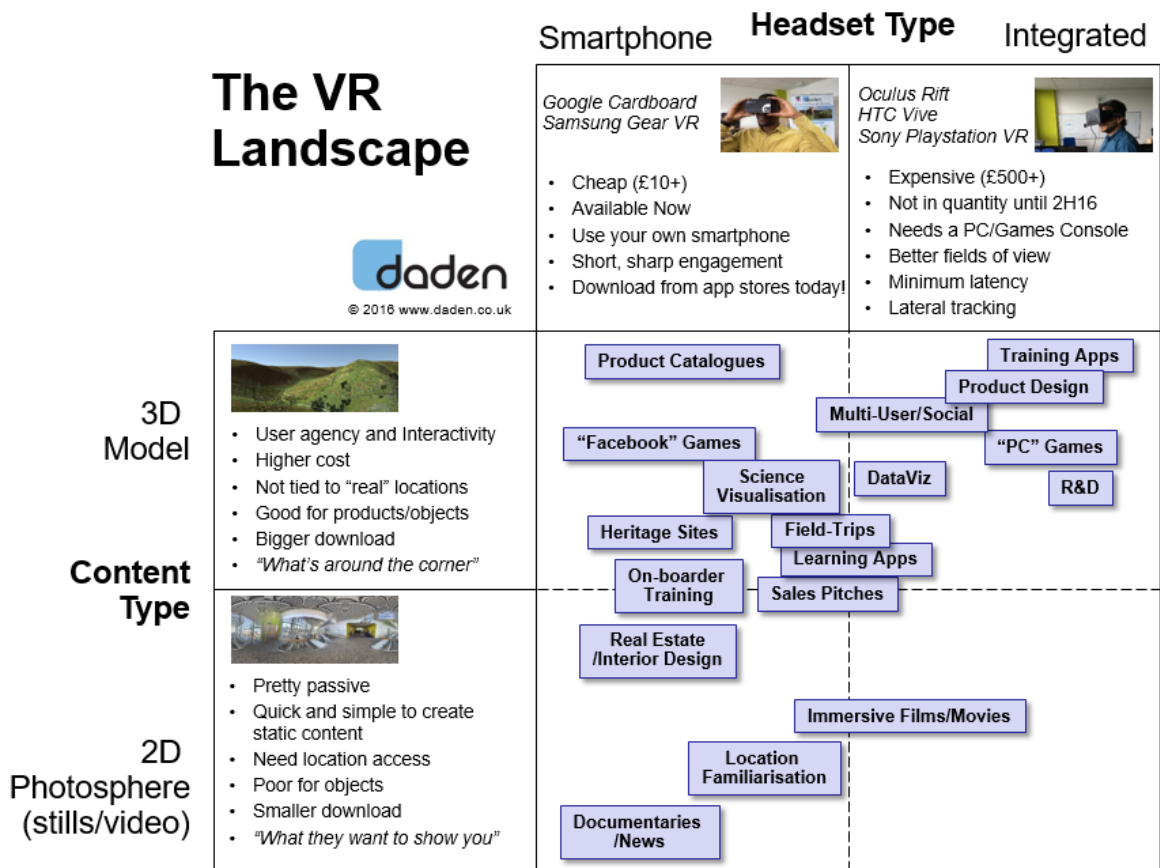 Headset Type
Smartphone
Integrated
The VR
Landscape
daden
© 2016 www.daden.co.uk
Google Cardboard
Samsung Gear VR
• Cheap (£10+)
• Available Now
• Use your own smartphone
• Short, sharp engagement
• Download from app stores today!
Oculus Rift
HTC Vive
Sony Playstation VR
• Expensive (£500+)
• Not in quantity until 2H16
• Needs a PC/Games Console
• Better fields of view
• Minimum latency
• Lateral tracking
Content
Type
3D
Model
• User agency and Interactivity
• Higher cost
• Not tied to “real” locations
• Good for products/objects
• Bigger download
• “What’s around the corner”
Product Catalogues
Training Apps
Product Design
Multi-User/Social
“Facebook” Games
“PC” Games
Science
Visualisation
DataViz
R&D
Heritage Sites
Field-Trips
Learning Apps
On-boarder
Training
Sales Pitches
2D
Photosphere
(stills/video)
• Pretty passive
• Quick and simple to create
static content
• Need location access
• Poor for objects
• Smaller download
• “What they want to show you”
Real Estate
/Interior Design
Immersive Films/Movies
Location
Familiarisation
Documentaries
/News